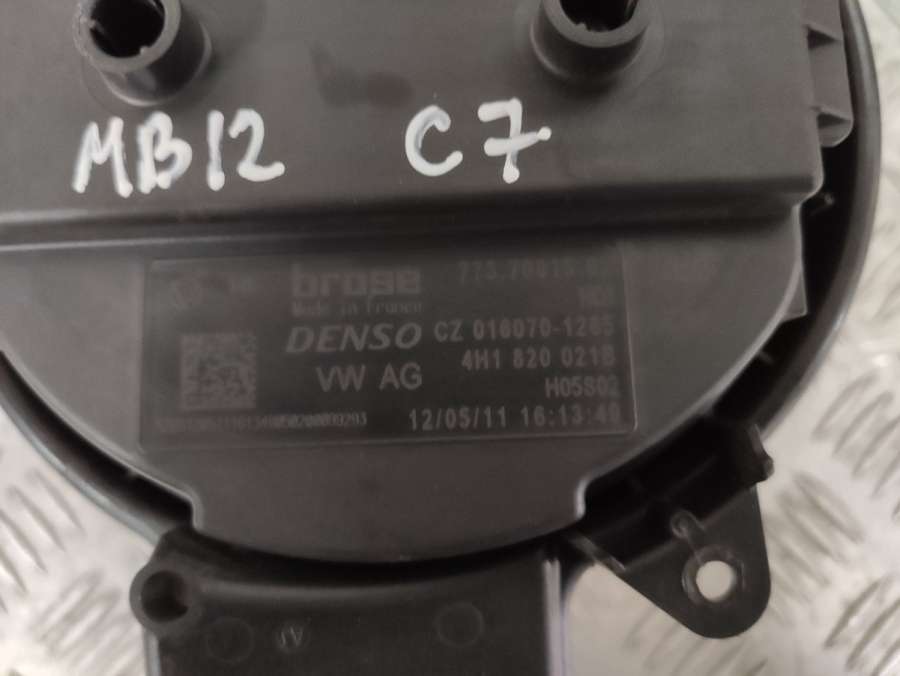 MB12 C7
brose
Made in France
DENSO CZ 016070-1265
4H1 820 021B
VW AG
H05S02
12/05/11 16:13:48